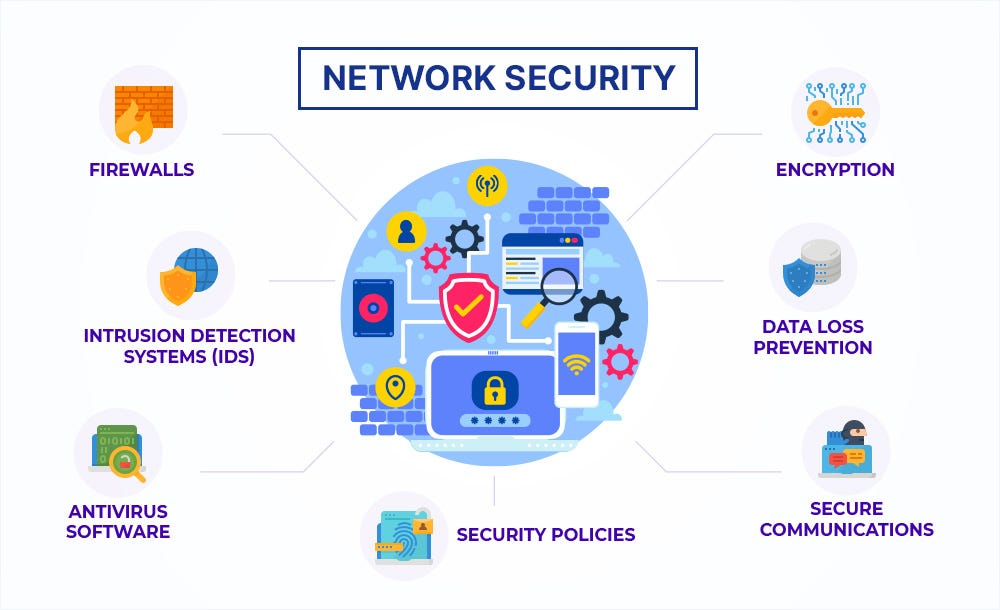 NETWORK SECURITY
FIREWALLS
ENCRYPTION
INTRUSION DETECTION
SYSTEMS (IDS)
DATA LOSS
PREVENTION
ANTIVIRUS
SOFTWARE
SECURE
COMMUNICATIONS
SECURITY POLICIES